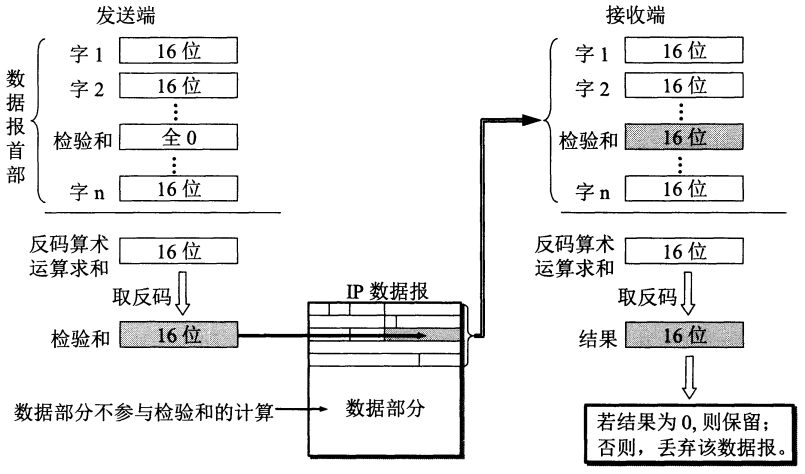 发送端
数据报首部
字 1
16 位
字 2
16 位
检验和
全 0
字 n
16 位
反码算术
运算求和
16 位
取反码
检验和
16 位
IP 数据报
数据部分不参与检验和的计算
数据部分
接收端
字 1
16 位
字 2
16 位
检验和
16 位
字 n
16 位
反码算术
运算求和
16 位
取反码
结果
16 位
若结果为 0, 则保留；
否则，丢弃该数据报。